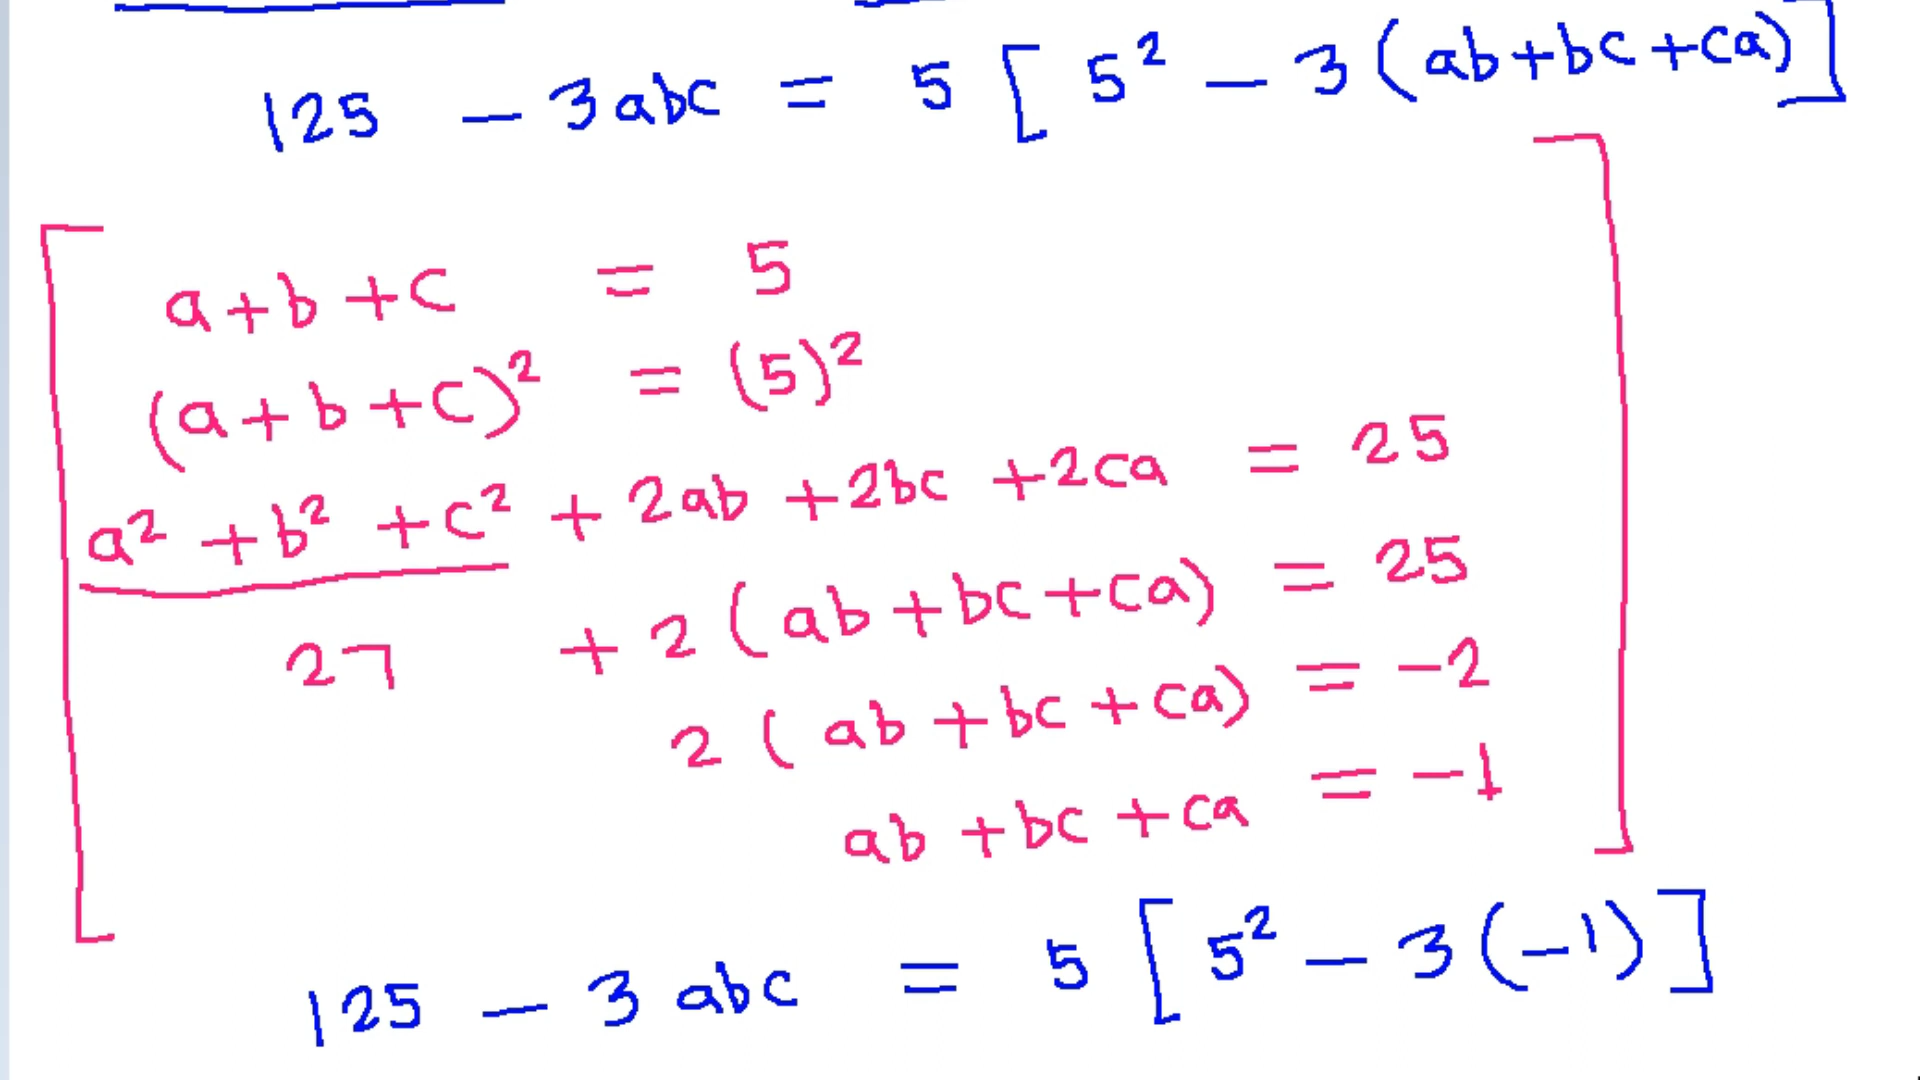 125 - 3abc = 5 [ 5² - 3 (ab+bc+ca) ]
a+b+c = 5
(a+b+c)² = (5)²
a² + b² + c² + 2ab + 2bc + 2ca = 25
27 + 2 (ab+bc+ca) = 25
2 (ab+bc+ca) = -2
ab+bc+ca = -1
125 - 3abc = 5 [ 5² - 3 (-1) ]